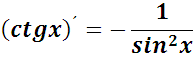 (ctgx)´ = − 1/sin²x